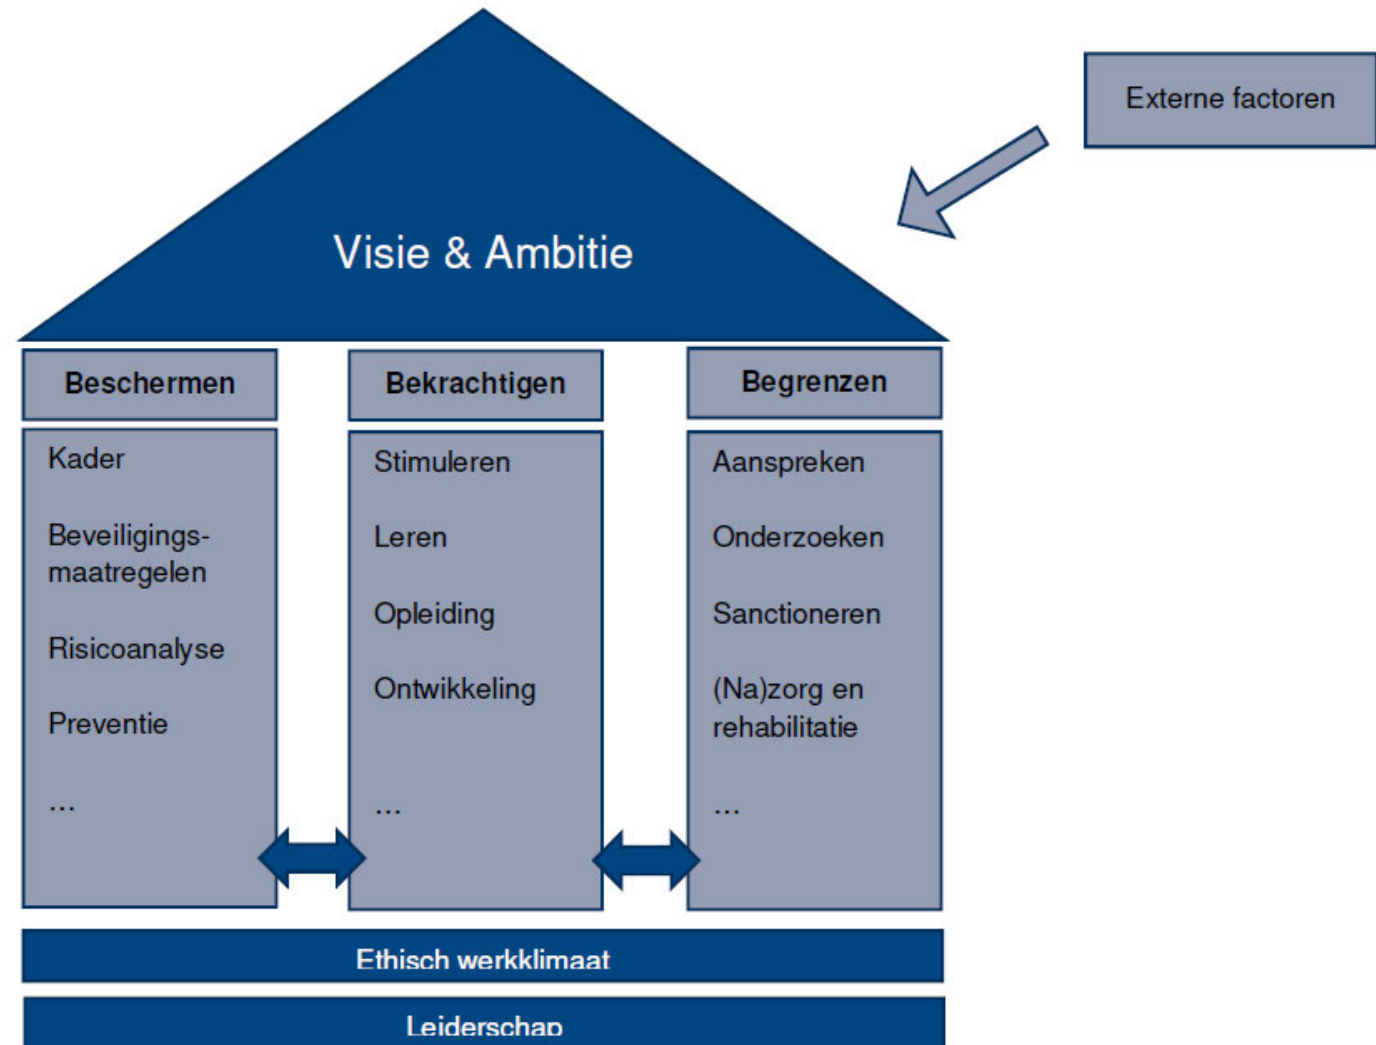 Externe factoren
Visie & Ambitie
Beschermen
Kader
Beveiligings-
maatregelen
Risicoanalyse
Preventie
...
Bekrachtigen
Stimuleren
Leren
Opleiding
Ontwikkeling
...
Begrenzen
Aanspreken
Onderzoeken
Sanctioneren
(Na)zorg en
rehabilitatie
...
Ethisch werkklimaat
Leiderschap